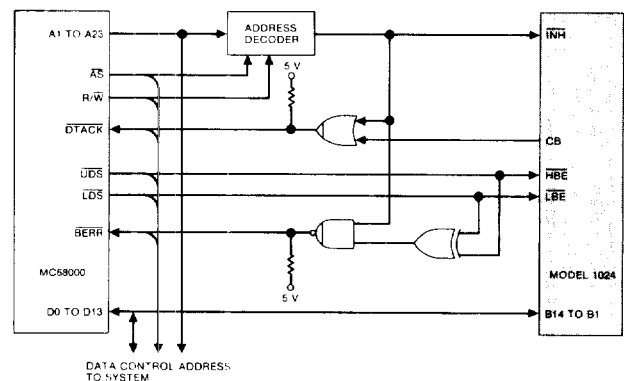 A1 TO A23
ADDRESS
DECODER
INH
AS
5 V
R/W
DTACK
CB
UDS
HBE
LDS
LBE
BERR
MC68000
MODEL 1024
5 V
D0 TO D13
B14 TO B1
DATA CONTROL ADDRESS
TO SYSTEM